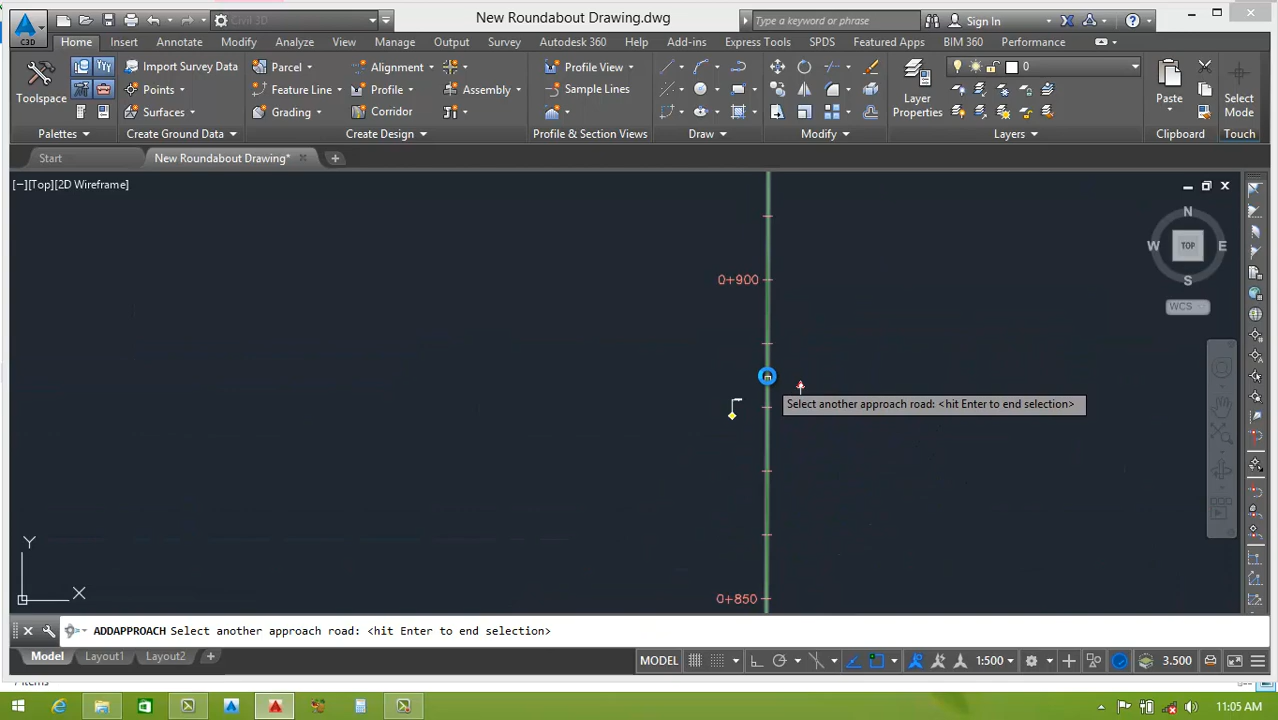 Civil 3D
New Roundabout Drawing.dwg
Type a keyword or phrase
Sign In
C3D
Home Insert Annotate Modify Analyze View Manage Output Survey Autodesk 360 Help Add-ins Express Tools SPDS Featured Apps BIM 360 Performance
Toolspace
Import Survey Data
Points
Surfaces
Parcel
Feature Line
Grading
Alignment
Profile
Corridor
Assembly
Profile View
Sample Lines
Layer
Properties
0
Paste
Select
Mode
Palettes Create Ground Data Create Design Profile & Section Views Draw Modify Layers Clipboard Touch
Start New Roundabout Drawing*
[−][Top][2D Wireframe]
N
W TOP E
S
WCS
0+900
Select another approach road: <hit Enter to end selection>
0+850
Y
X
ADDAPPROACH Select another approach road: <hit Enter to end selection>
Model Layout1 Layout2
MODEL 1:500 3.500
11:05 AM